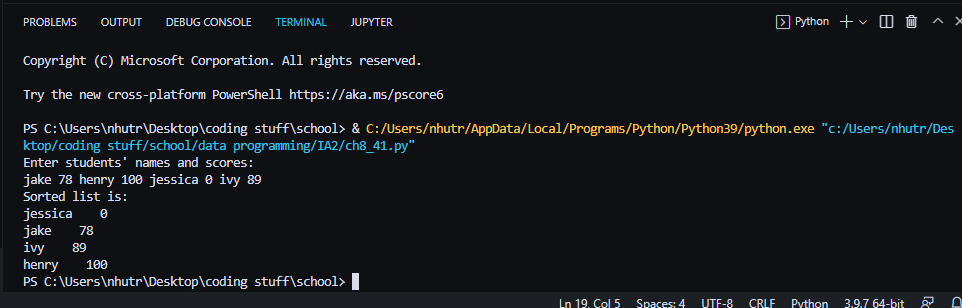 PROBLEMS OUTPUT DEBUG CONSOLE TERMINAL JUPYTER Python
Copyright (C) Microsoft Corporation. All rights reserved.
Try the new cross-platform PowerShell https://aka.ms/pscore6
PS C:\Users\nhutr\Desktop\coding stuff\school> & C:/Users/nhutr/AppData/Local/Programs/Python/Python39/python.exe "c:/Users/nhutr/Des
ktop/coding stuff/school/data programming/IA2/ch8_41.py"
Enter students' names and scores:
jake 78 henry 100 jessica 0 ivy 89
Sorted list is:
jessica    0
jake    78
ivy    89
henry    100
PS C:\Users\nhutr\Desktop\coding stuff\school>
Ln 19, Col 5 Spaces: 4 UTF-8 CRLF Python 3.9.7 64-bit